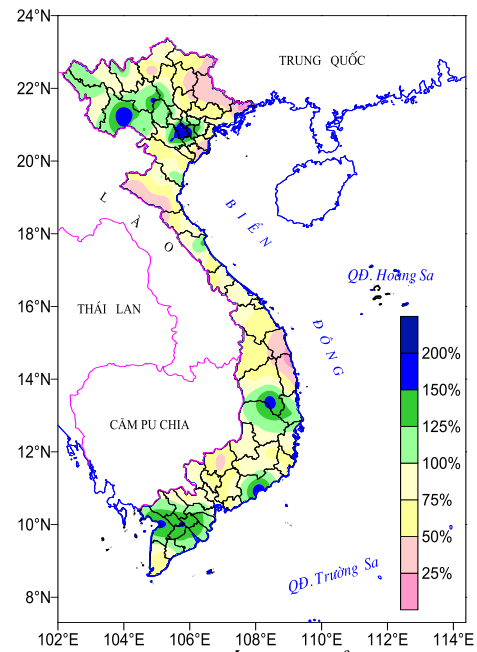 24°N
TRUNG QUỐC
22°N
20°N
LÀO
BIỂN
18°N
QĐ. Hoàng Sa
16°N
THÁI LAN
ĐÔNG
200%
14°N
150%
125%
CĂM PU CHIA
12°N
100%
75%
10°N
50%
25%
QĐ. Trường Sa
8°N
102°E 104°E 106°E 108°E 110°E 112°E 114°E